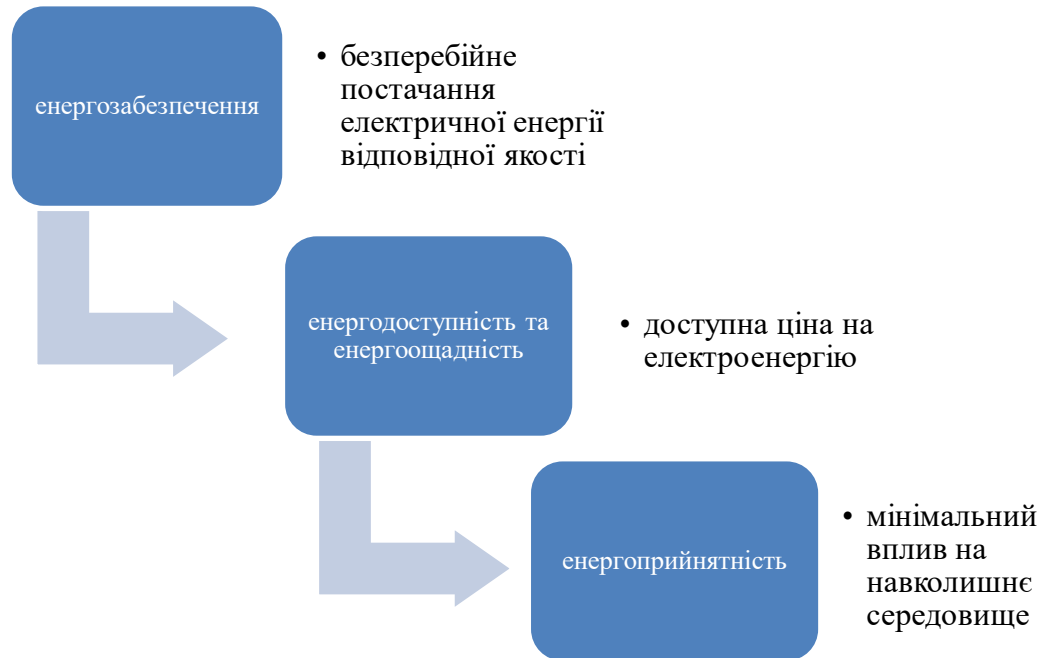 енергозабезпечення
• безперебійне
постачання
електричної енергії
відповідної якості
енергодоступність та
енергоощадність
• доступна ціна на
електроенергію
енергоприйнятність
• мінімальний
вплив на
навколишнє
середовище